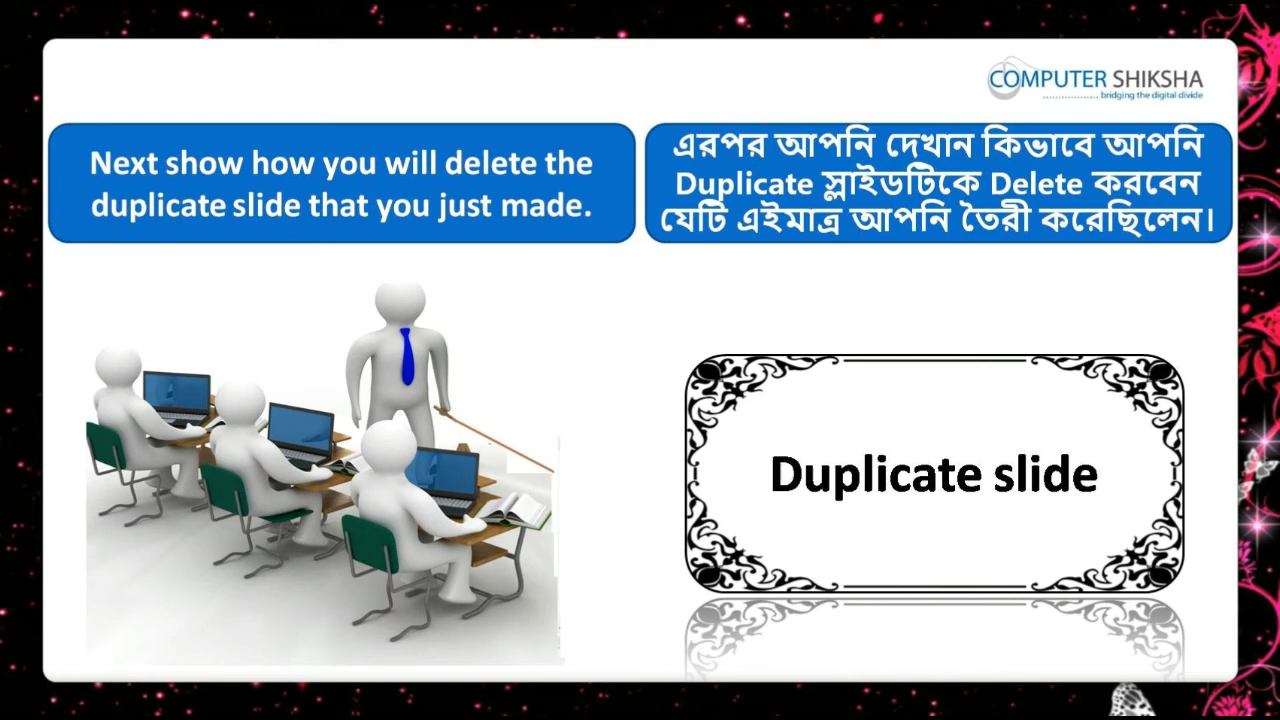 COMPUTER SHIKSHA
bridging the digital divide
Next show how you will delete the
duplicate slide that you just made.
এরপর আপনি দেখান কিভাবে আপনি
Duplicate স্লাইডটিকে Delete করবেন
যেটি এইমাত্র আপনি তৈরী করেছিলেন।
Duplicate slide